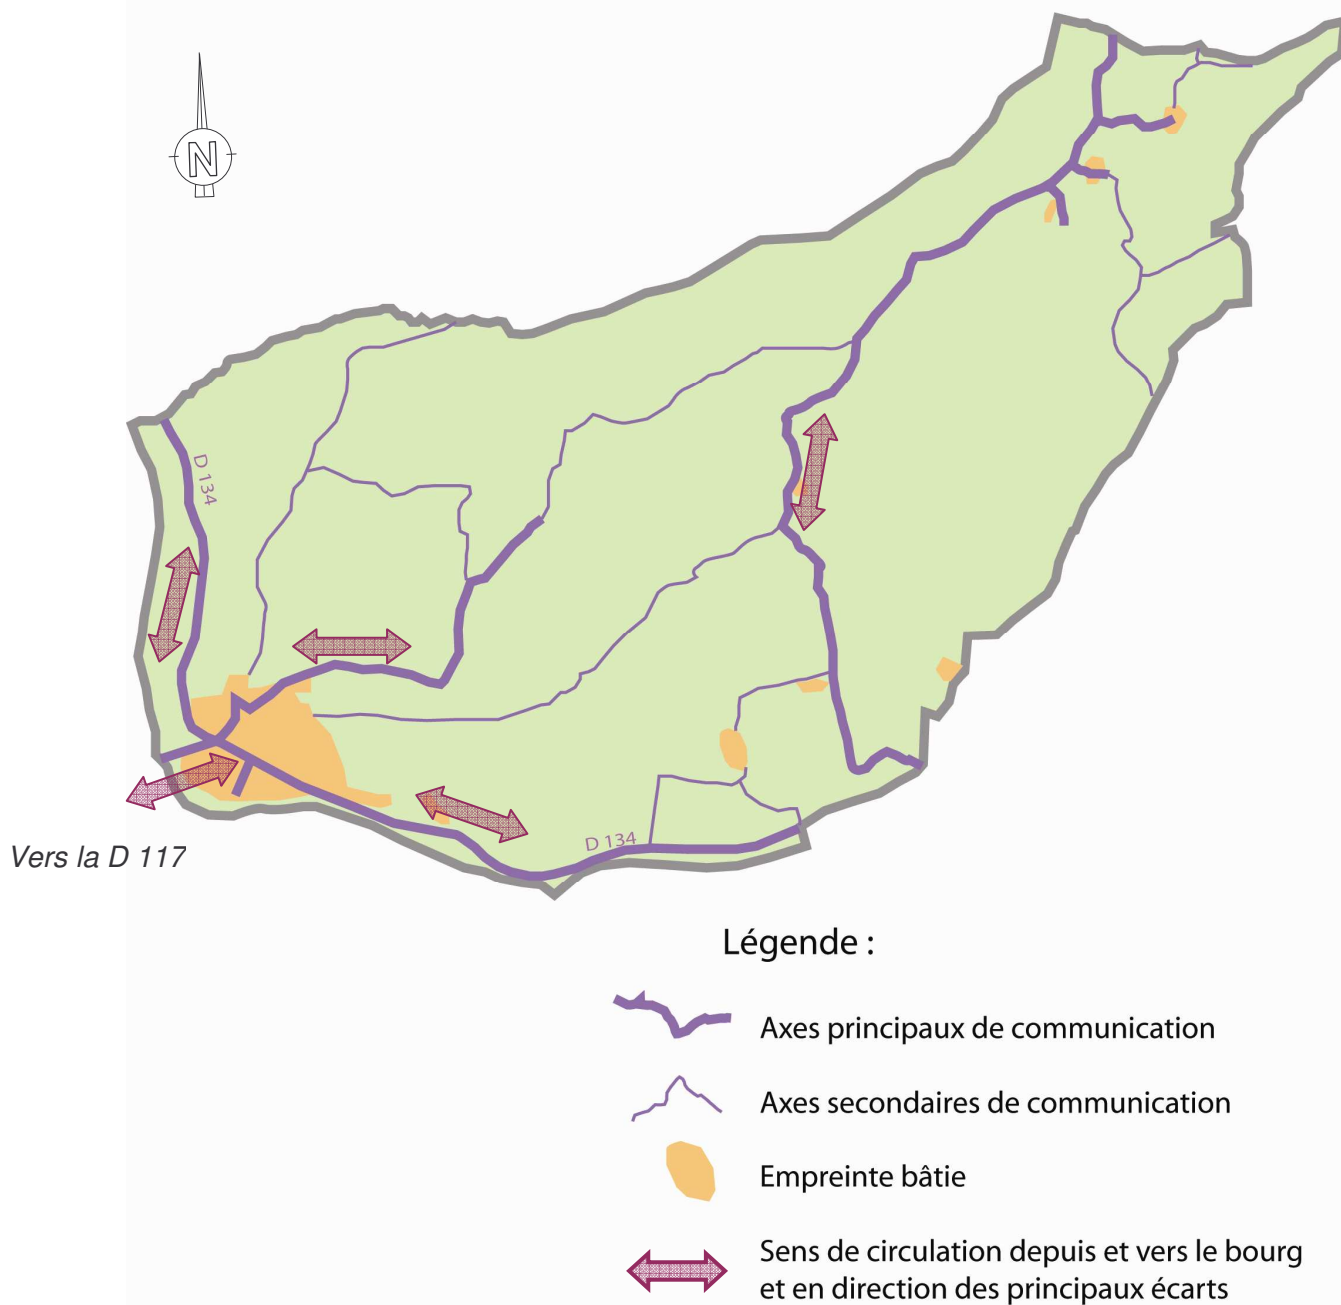 N
D 134
D 134
Vers la D 117
Légende :
Axes principaux de communication
Axes secondaires de communication
Empreinte bâtie
Sens de circulation depuis et vers le bourg
et en direction des principaux écarts